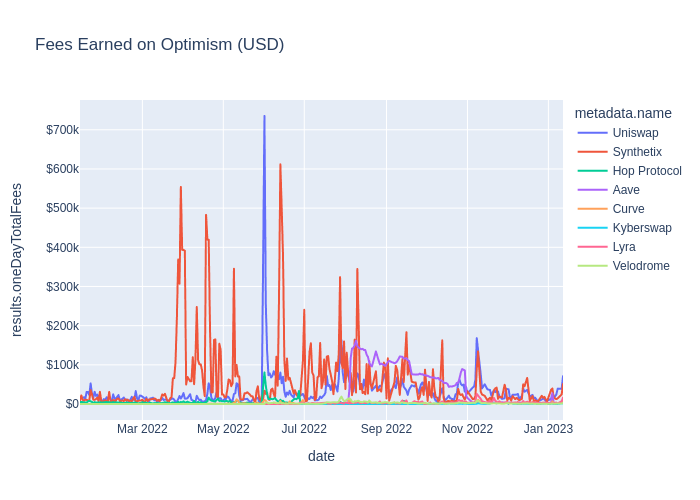 Fees Earned on Optimism (USD)
metadata.name
Uniswap
Synthetix
Hop Protocol
Aave
Curve
Kyberswap
Lyra
Velodrome
results.oneDayTotalFees
$700k
$600k
$500k
$400k
$300k
$200k
$100k
$0
Mar 2022 May 2022 Jul 2022 Sep 2022 Nov 2022 Jan 2023
date